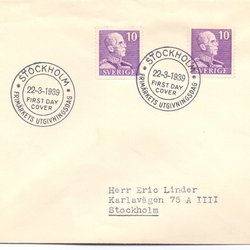 STOCKHOLM
22-3-1939
FIRST DAY
COVER
FRIMÄRKETS UTGIVNINGSDAG
10
SVERIGE
STOCKHOLM
22-3-1939
FIRST DAY
COVER
FRIMÄRKETS UTGIVNINGSDAG
10
SVERIGE
Herr Eric Linder
Karlavägen 75 A IIII
Stockholm